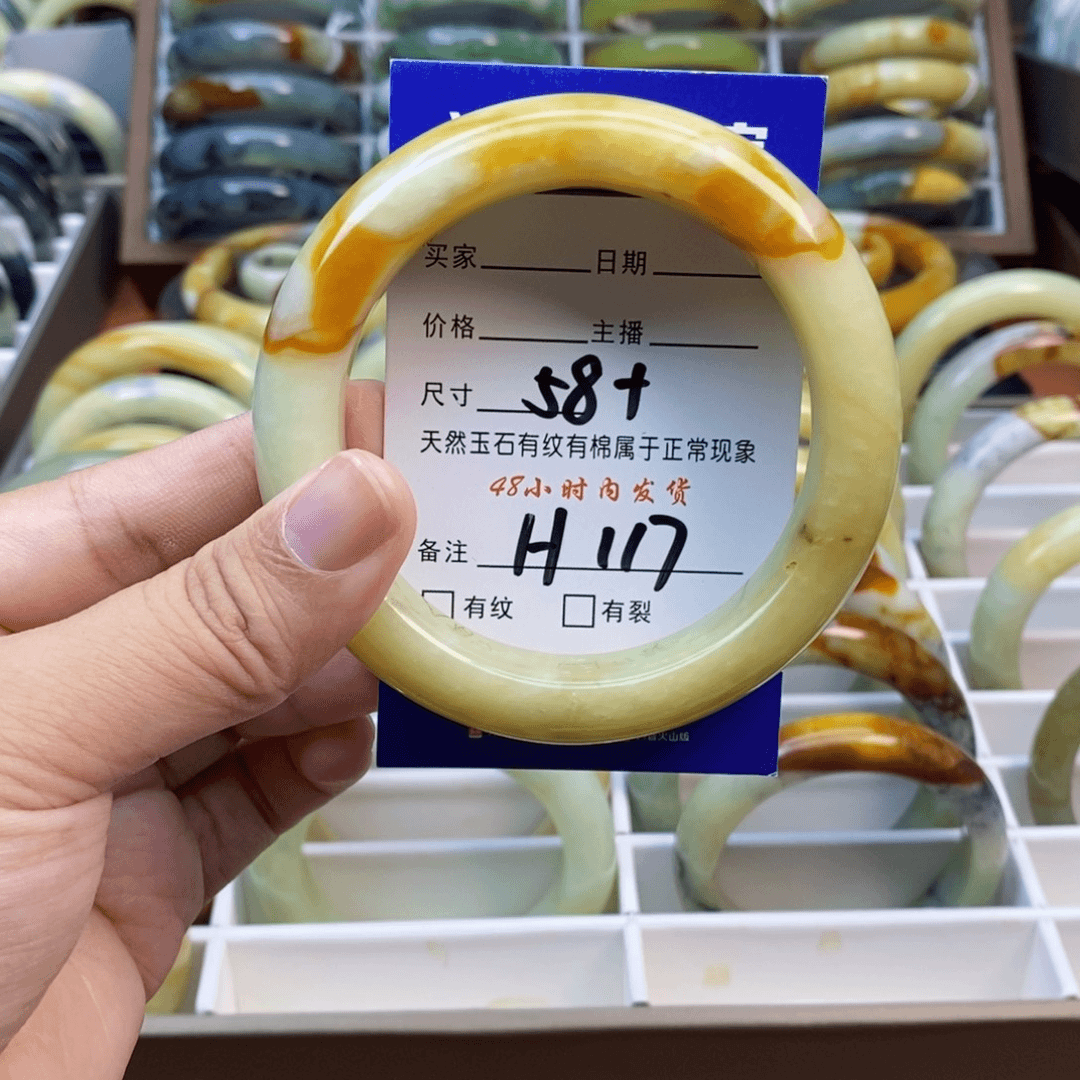 买家 日期
价格 主播
尺寸 58+
天然玉石有纹有棉属于正常现象
48小时内发货
备注 H 117
有纹 有裂